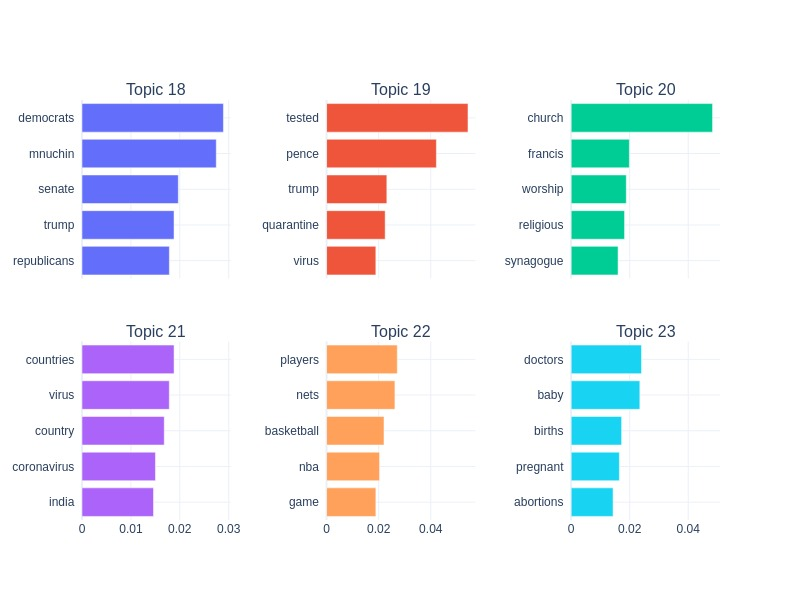 Topic 18
democrats
mnuchin
senate
trump
republicans
Topic 19
tested
pence
trump
quarantine
virus
Topic 20
church
francis
worship
religious
synagogue
Topic 21
countries
virus
country
coronavirus
india
0 0.01 0.02 0.03
Topic 22
players
nets
basketball
nba
game
0 0.02 0.04
Topic 23
doctors
baby
births
pregnant
abortions
0 0.02 0.04